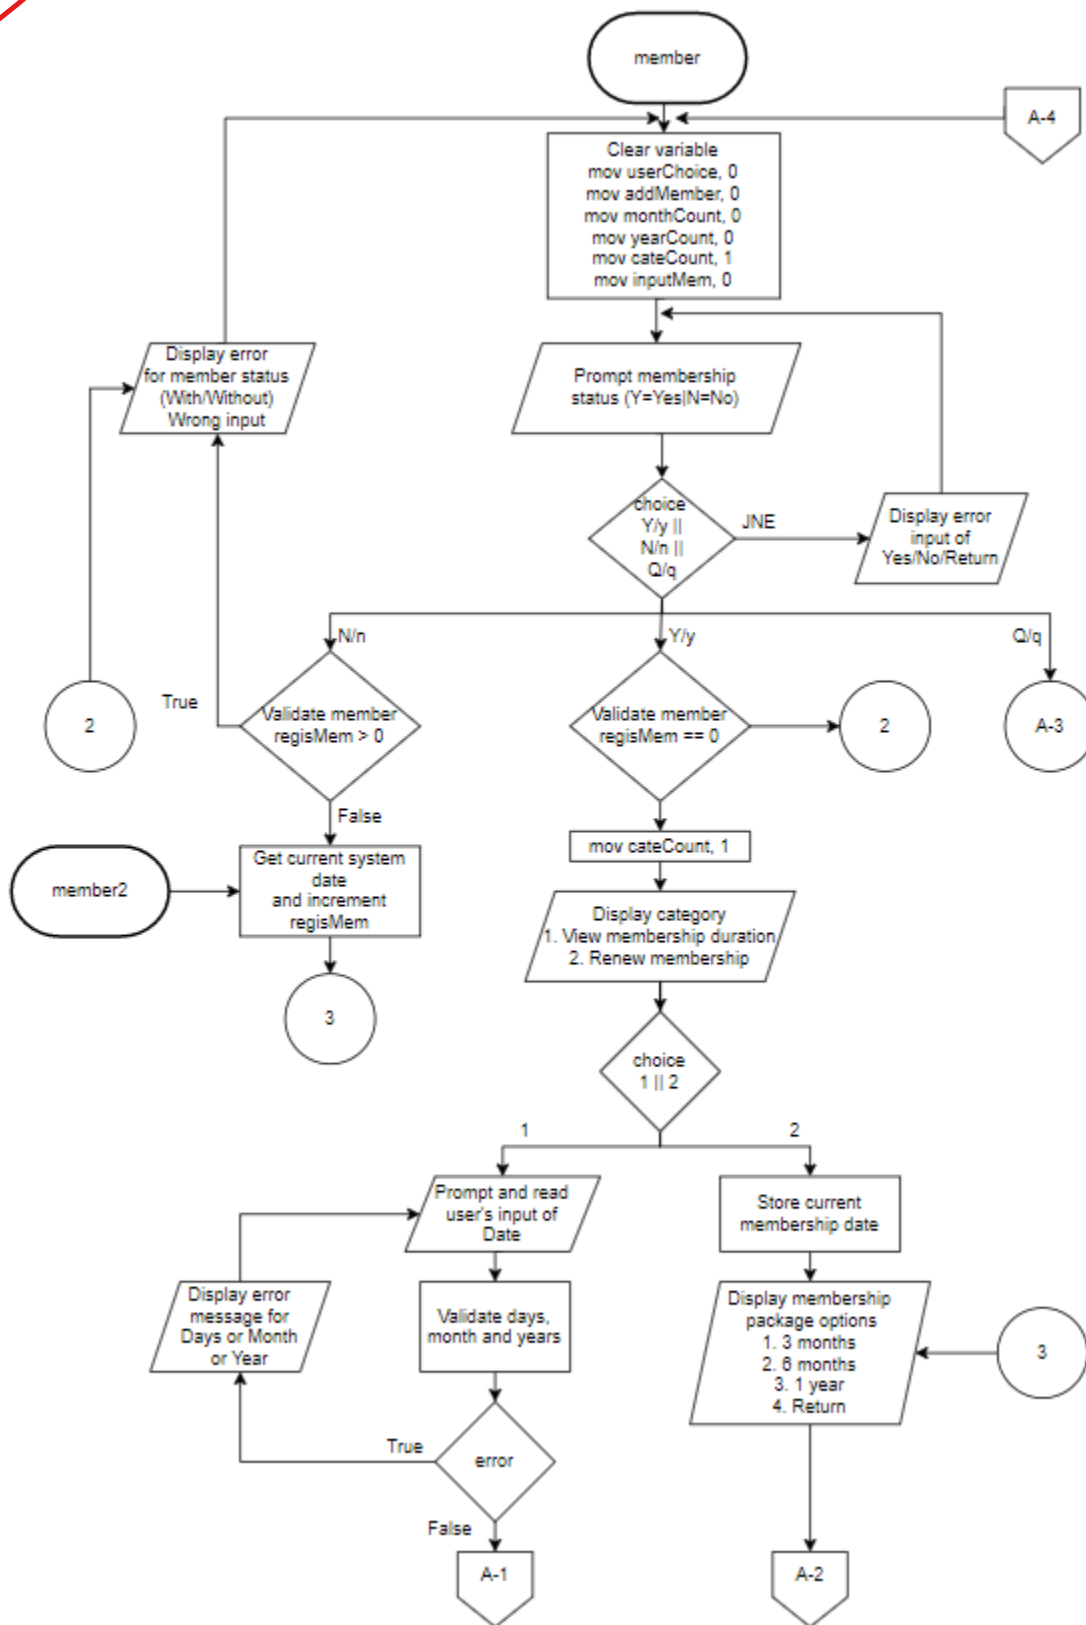 member
A-4
Clear variable
mov userChoice, 0
mov addMember, 0
mov monthCount, 0
mov yearCount, 0
mov cateCount, 1
mov inputMem, 0
Display error
for member status
(With/Without)
Wrong input
Prompt membership
status (Y=Yes|N=No)
choice
Y/y ||
N/n ||
Q/q
JNE
Display error
input of
Yes/No/Return
N/n
Y/y
Q/q
True
2
Validate member
regisMem > 0
Validate member
regisMem == 0
2
A-3
False
member2
Get current system
date
and increment
regisMem
mov cateCount, 1
Display category
1. View membership duration
2. Renew membership
3
choice
1 || 2
1
2
Prompt and read
user's input of
Date
Store current
membership date
Display error
message for
Days or Month
or Year
Validate days,
month and years
Display membership
package options
1. 3 months
2. 6 months
3. 1 year
4. Return
3
True
error
False
A-1
A-2